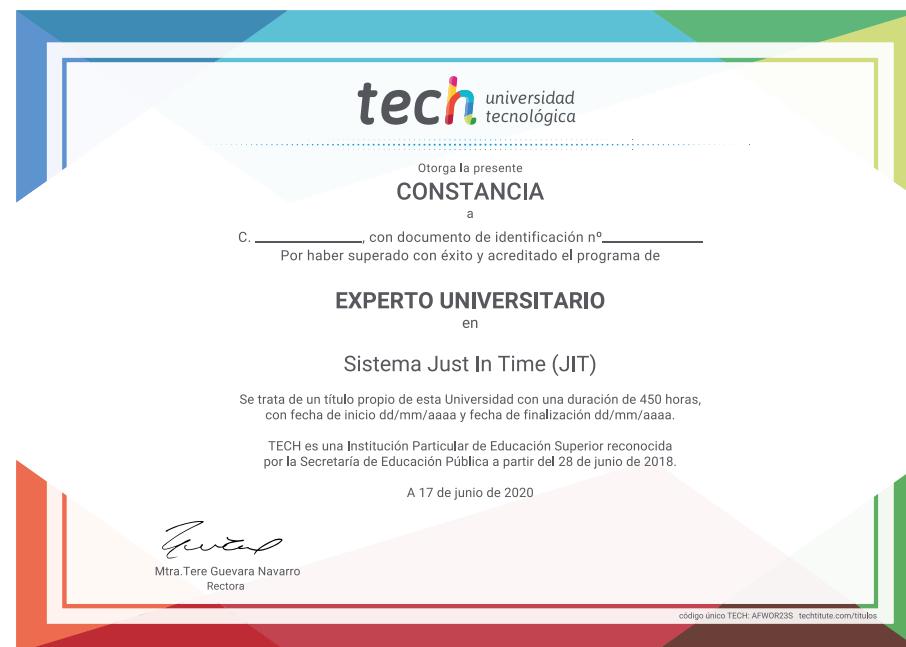 tech universidad
tecnológica
Otorga la presente
CONSTANCIA
a
C. ____________, con documento de identificación nº____________
Por haber superado con éxito y acreditado el programa de
EXPERTO UNIVERSITARIO
en
Sistema Just In Time (JIT)
Se trata de un título propio de esta Universidad con una duración de 450 horas,
con fecha de inicio dd/mm/aaaa y fecha de finalización dd/mm/aaaa.
TECH es una Institución Particular de Educación Superior reconocida
por la Secretaría de Educación Pública a partir del 28 de junio de 2018.
A 17 de junio de 2020
Mtra.Tere Guevara Navarro
Rectora
código único TECH: AFWOR23S techtitute.com/titulos